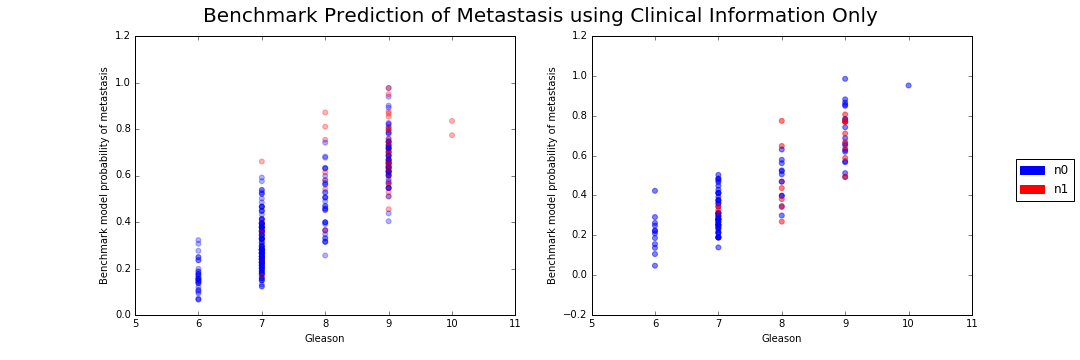 Benchmark Prediction of Metastasis using Clinical Information Only
Benchmark model probability of metastasis
1.2
1.0
0.8
0.6
0.4
0.2
0.0
5 6 7 8 9 10 11
Gleason
Benchmark model probability of metastasis
1.2
1.0
0.8
0.6
0.4
0.2
0.0
−0.2
5 6 7 8 9 10 11
Gleason
n0
n1